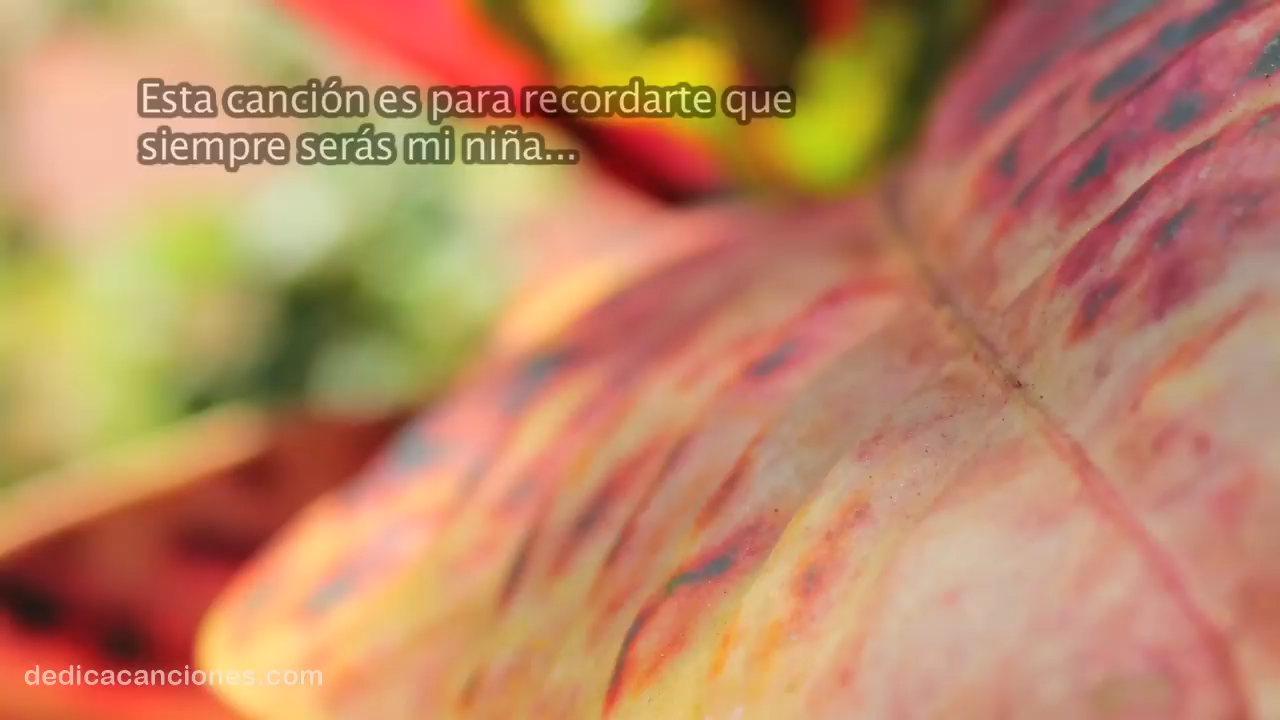 Esta canción es para recordarte que
siempre serás mi niña...
dedicacanciones.com